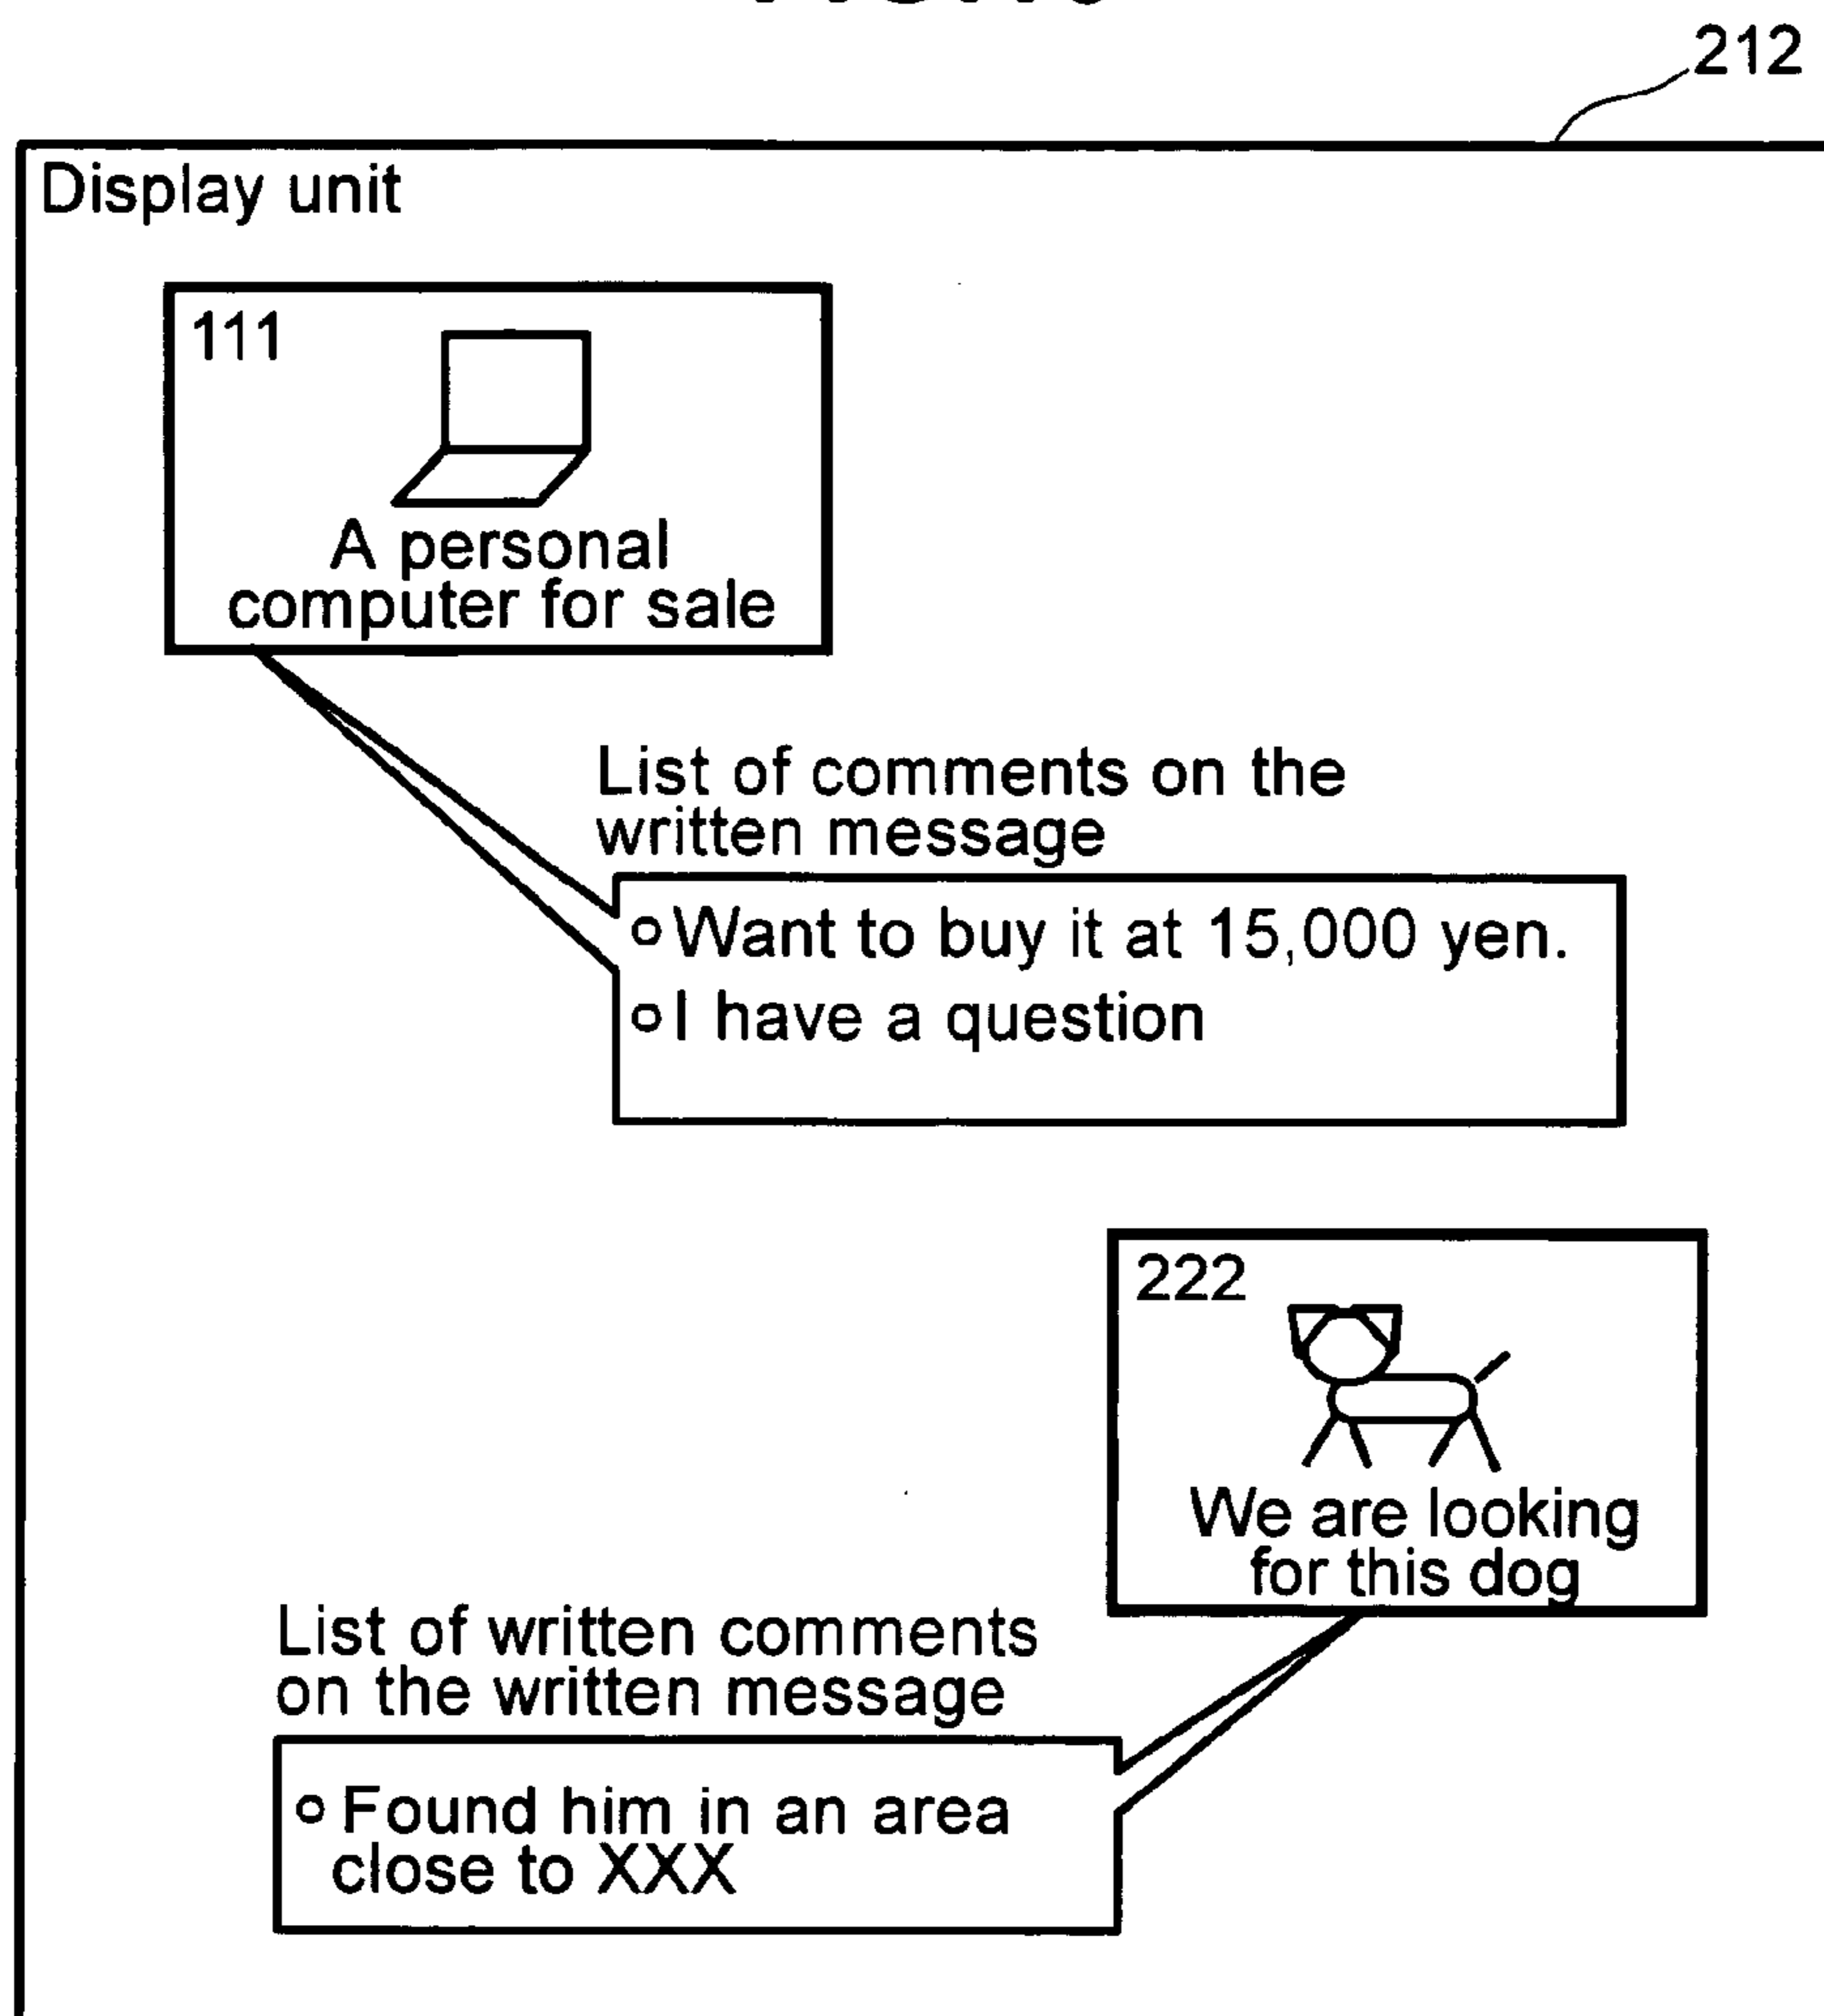 212
Display unit
111
A personal
computer for sale
List of comments on the
written message
○ Want to buy it at 15,000 yen.
○ I have a question
222
We are looking
for this dog
List of written comments
on the written message
○ Found him in an area
close to XXX